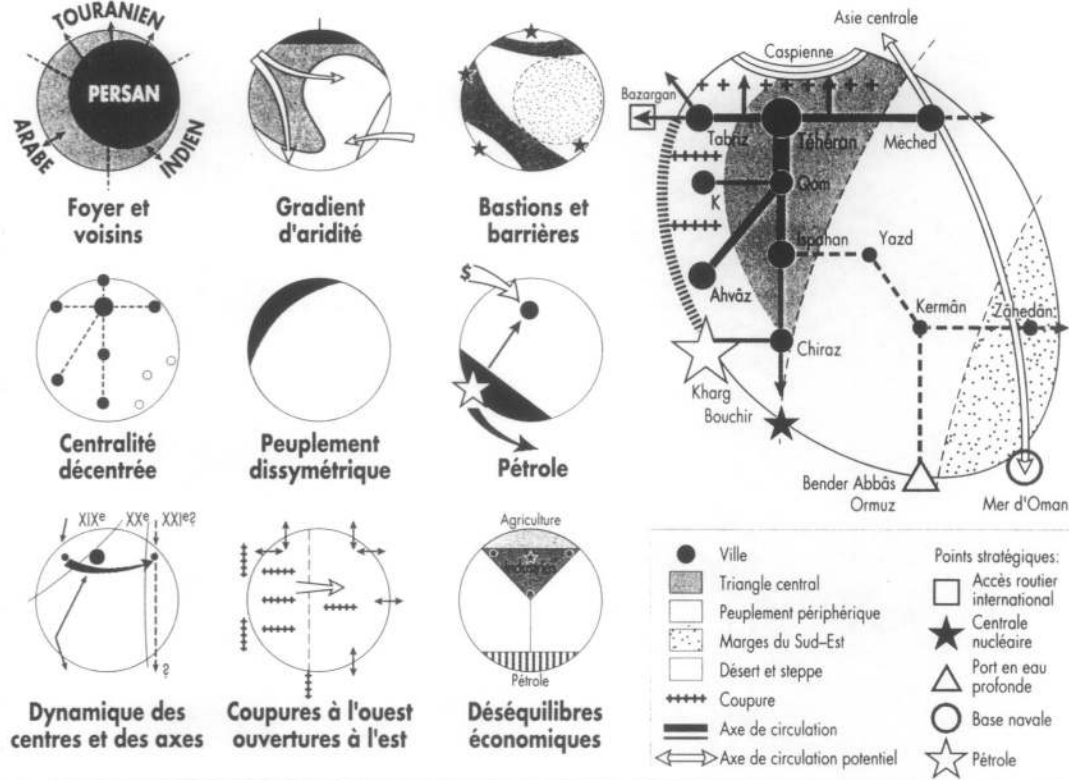 TOURANIEN
PERSAN
ARABE
INDIEN
Foyer et
voisins
Gradient
d'aridité
Bastions et
barrières
$
Centralité
décentrée
Peuplement
dissymétrique
Pétrole
XIXe
XXe
XXIe?
?
Dynamique des
centres et des axes
Coupures à l'ouest
ouvertures à l'est
Agriculture
Pétrole
Déséquilibres
économiques
Asie centrale
Caspienne
Bazargan
Tabriz
Téhéran
Méched
K
Qom
Ispahan
Yazd
Ahvâz
Kermân
Zâhedân
Chiraz
Kharg
Bouchir
Bender Abbâs
Ormuz
Mer d'Oman
Ville
Triangle central
Peuplement périphérique
Marges du Sud–Est
Désert et steppe
Coupure
Axe de circulation
Axe de circulation potentiel
Points stratégiques:
Accès routier
international
Centrale
nucléaire
Port en eau
profonde
Base navale
Pétrole